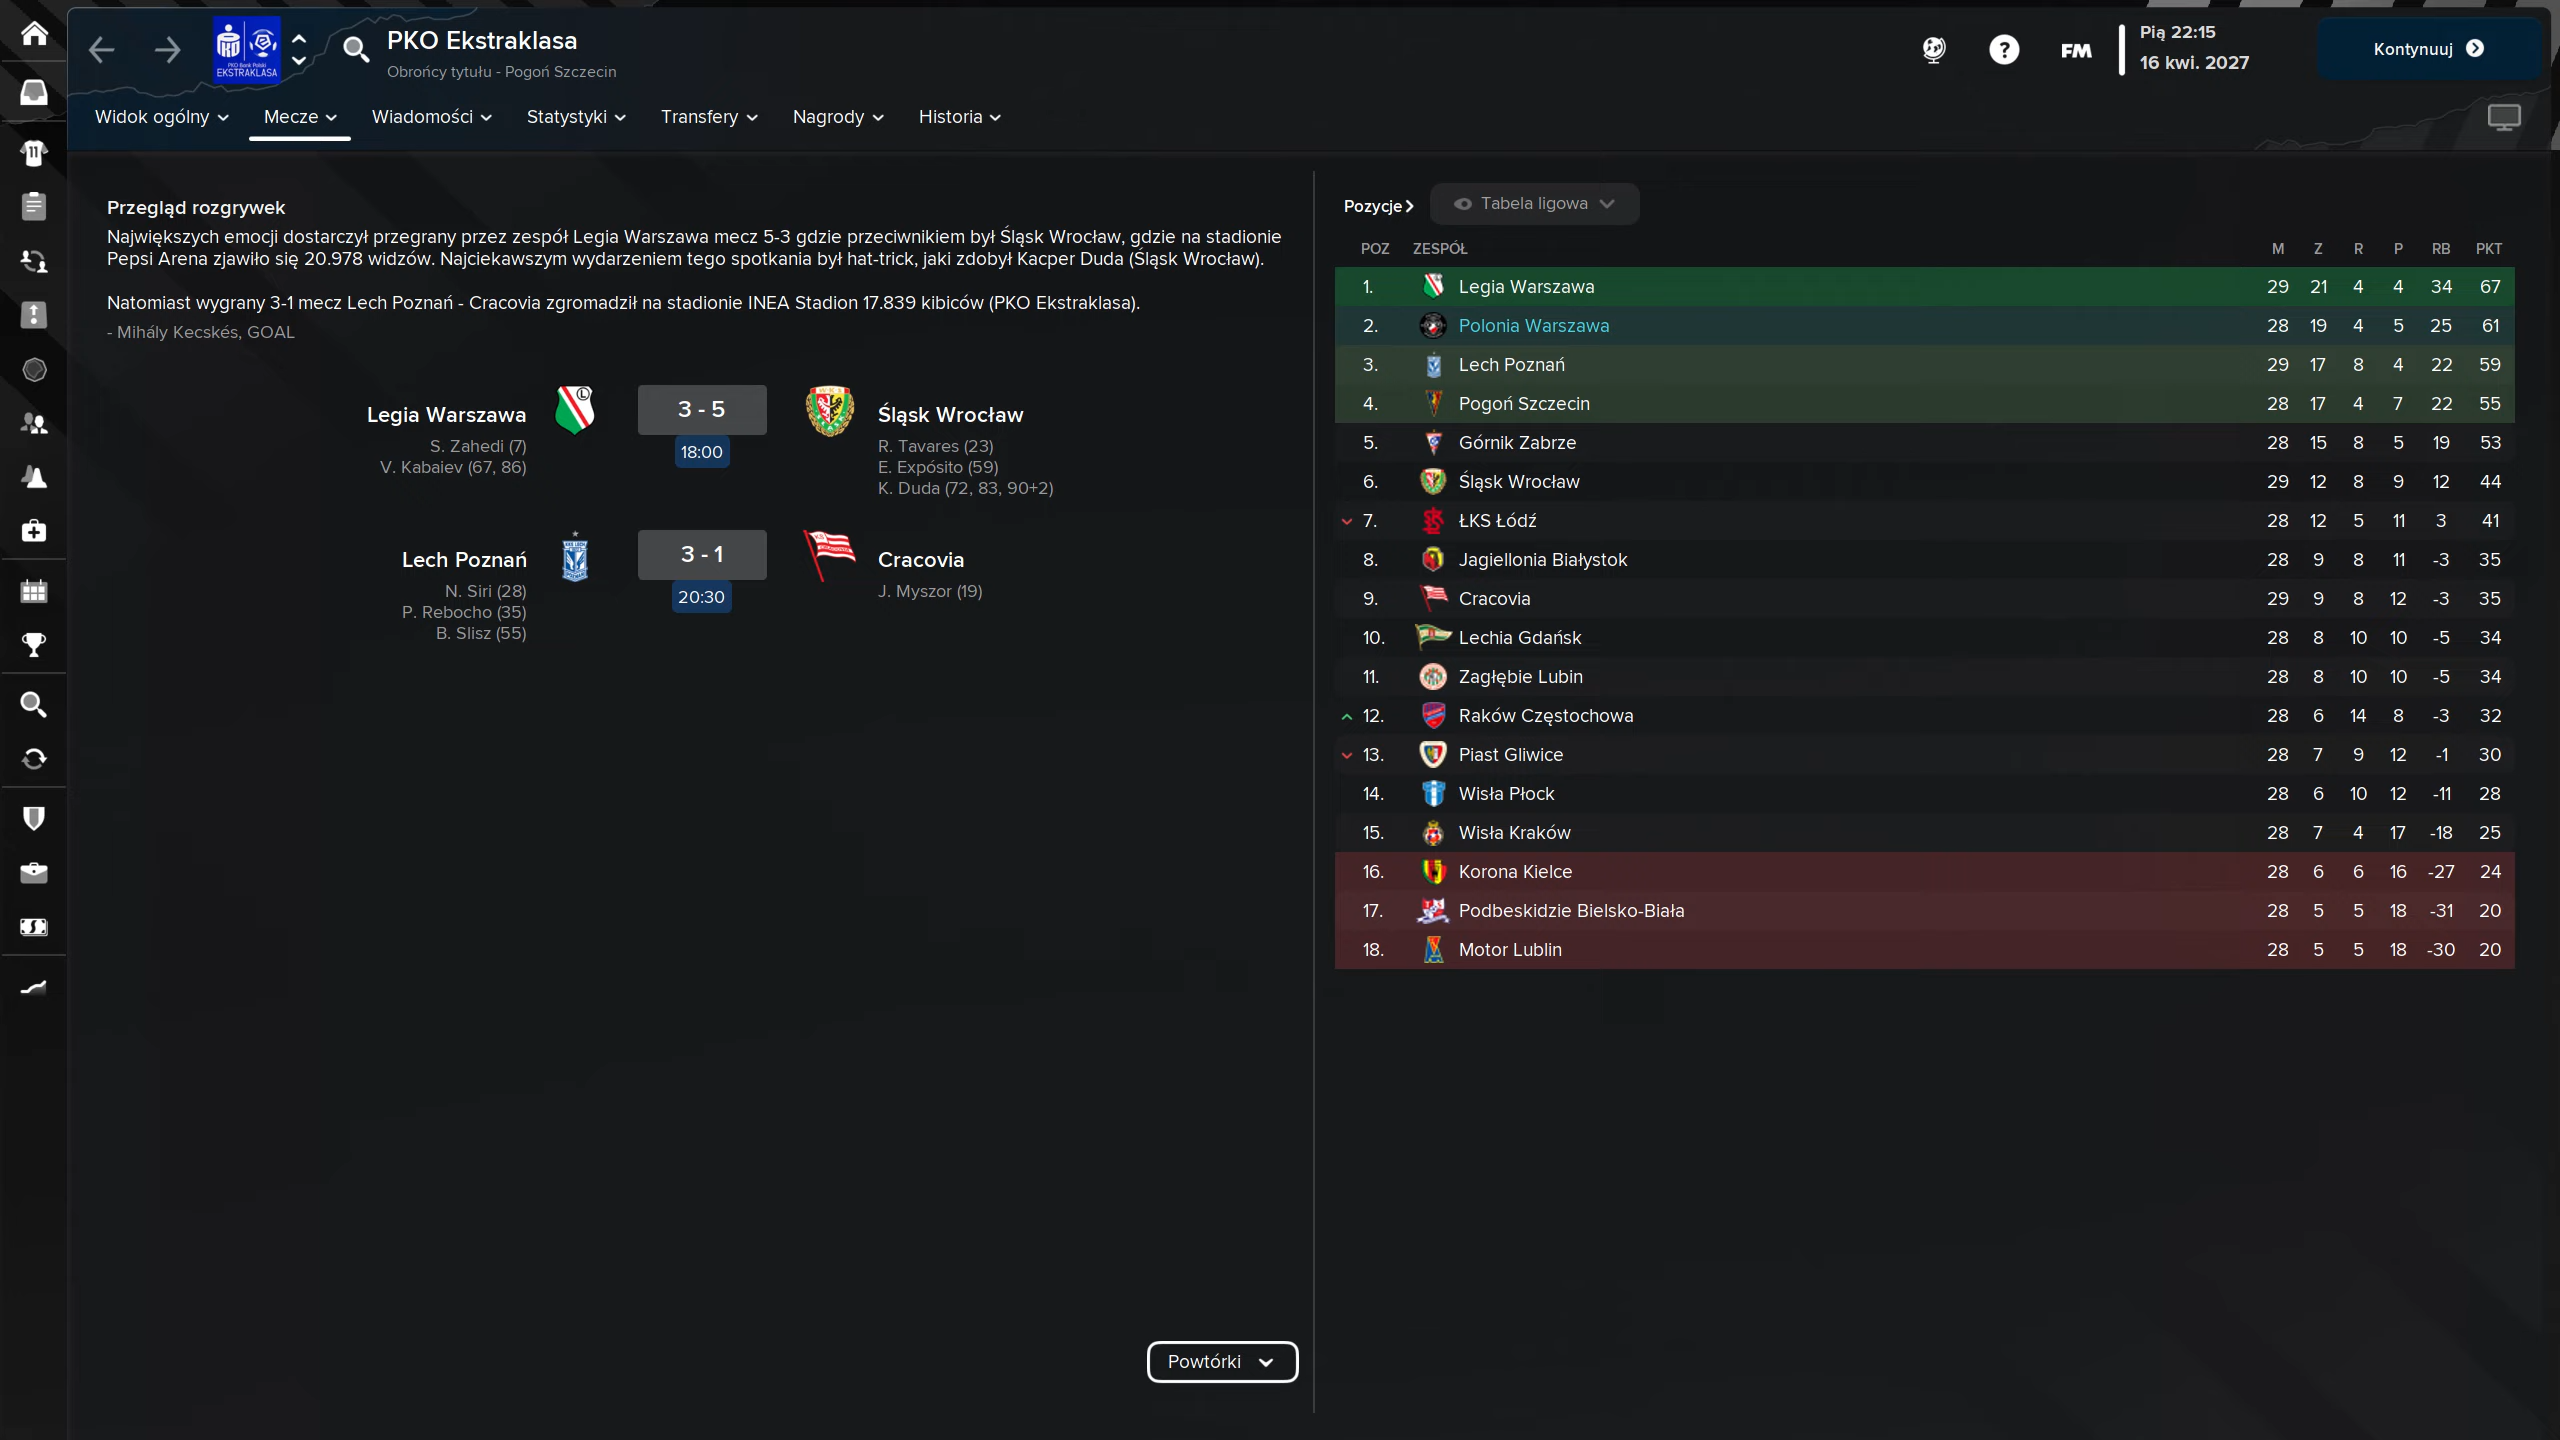 PKO Ekstraklasa
Obrońcy tytułu - Pogoń Szczecin
PKO Bank Polski
EKSTRAKLASA
FM
Pią 22:15
16 kwi. 2027
Kontynuuj
Widok ogólny
Mecze
Wiadomości
Statystyki
Transfery
Nagrody
Historia
11
Przegląd rozgrywek
Największych emocji dostarczył przegrany przez zespół Legia Warszawa mecz 5-3 gdzie przeciwnikiem był Śląsk Wrocław, gdzie na stadionie
Pepsi Arena zjawiło się 20.978 widzów. Najciekawszym wydarzeniem tego spotkania był hat-trick, jaki zdobył Kacper Duda (Śląsk Wrocław).
Natomiast wygrany 3-1 mecz Lech Poznań - Cracovia zgromadził na stadionie INEA Stadion 17.839 kibiców (PKO Ekstraklasa).
- Mihály Kecskés, GOAL
Legia Warszawa 3 - 5 Śląsk Wrocław
18:00
S. Zahedi (7)
V. Kabaiev (67, 86)
R. Tavares (23)
E. Expósito (59)
K. Duda (72, 83, 90+2)
Lech Poznań 3 - 1 Cracovia
20:30
N. Siri (28)
P. Rebocho (35)
B. Slisz (55)
J. Myszor (19)
Powtórki
Pozycje
Tabela ligowa
POZ ZESPÓŁ M Z R P RB PKT
1. Legia Warszawa 29 21 4 4 34 67
2. Polonia Warszawa 28 19 4 5 25 61
3. Lech Poznań 29 17 8 4 22 59
4. Pogoń Szczecin 28 17 4 7 22 55
5. Górnik Zabrze 28 15 8 5 19 53
6. Śląsk Wrocław 29 12 8 9 12 44
7. ŁKS Łódź 28 12 5 11 3 41
8. Jagiellonia Białystok 28 9 8 11 -3 35
9. Cracovia 29 9 8 12 -3 35
10. Lechia Gdańsk 28 8 10 10 -5 34
11. Zagłębie Lubin 28 8 10 10 -5 34
12. Raków Częstochowa 28 6 14 8 -3 32
13. Piast Gliwice 28 7 9 12 -1 30
14. Wisła Płock 28 6 10 12 -11 28
15. Wisła Kraków 28 7 4 17 -18 25
16. Korona Kielce 28 6 6 16 -27 24
17. Podbeskidzie Bielsko-Biała 28 5 5 18 -31 20
18. Motor Lublin 28 5 5 18 -30 20